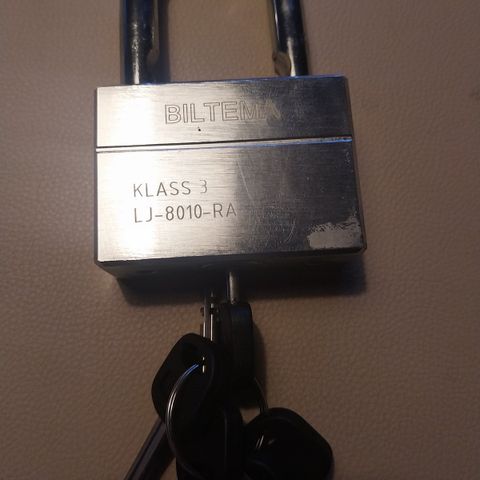 BILTEMA
KLASS 3
LJ-8010-RA